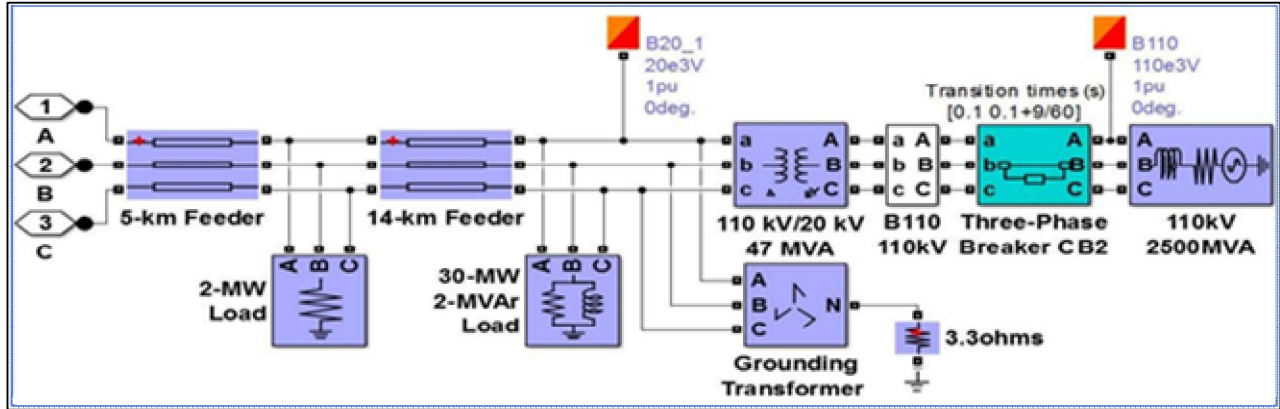 B20_1
20e3V
1pu
0deg.
B110
110e3V
1pu
0deg.
Transition times (s)
[0.1 0.1+9/60]
1
A
2
B
3
C
5-km Feeder
14-km Feeder
a
b
c
A
B
C
110 kV/20 kV
47 MVA
a
b
c
A
B
C
B110
110kV
a
b
c
A
B
C
Three-Phase
Breaker CB2
A
B
C
110kV
2500MVA
A B C
2-MW
Load
A B C
30-MW
2-MVAr
Load
A
B
C
N
Grounding
Transformer
3.3ohms